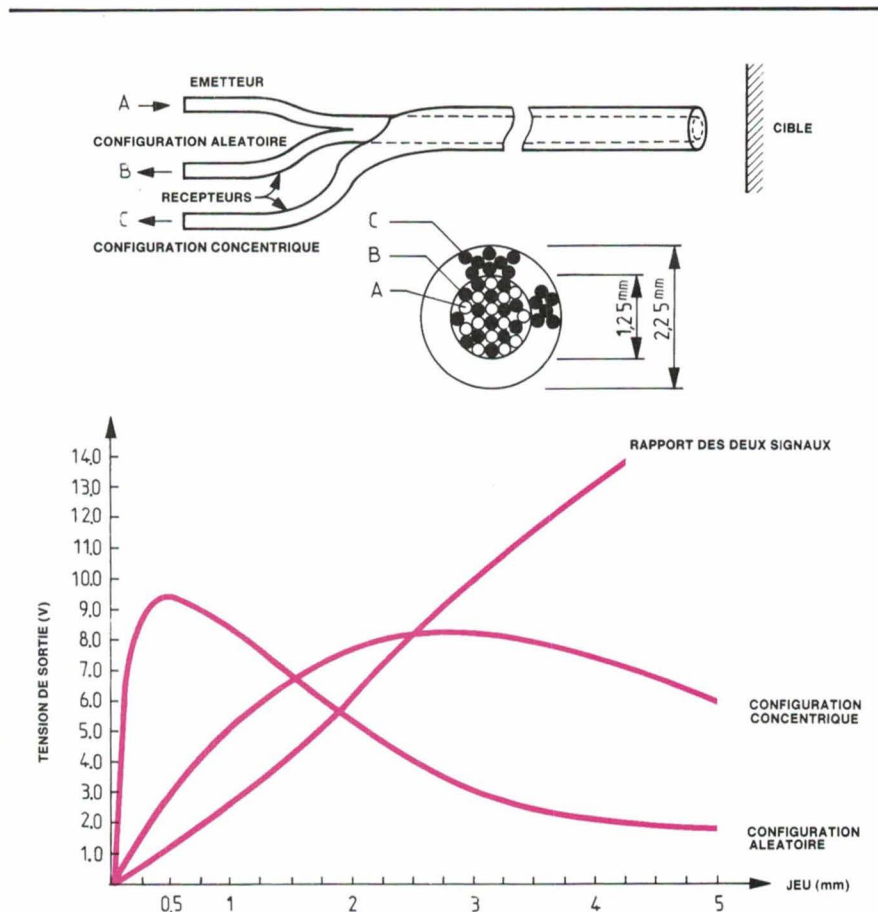 EMETTEUR
A
CONFIGURATION ALEATOIRE
B
RECEPTEURS
C
CONFIGURATION CONCENTRIQUE
CIBLE
C
B
A
1,25mm
2,25mm
RAPPORT DES DEUX SIGNAUX
TENSION DE SORTIE (V)
14.0
13.0
12.0
11.0
10.0
9.0
8.0
7.0
6.0
5.0
4.0
3.0
2.0
1.0
CONFIGURATION
CONCENTRIQUE
CONFIGURATION
ALEATOIRE
0,5 1 2 3 4 5 JEU (mm)